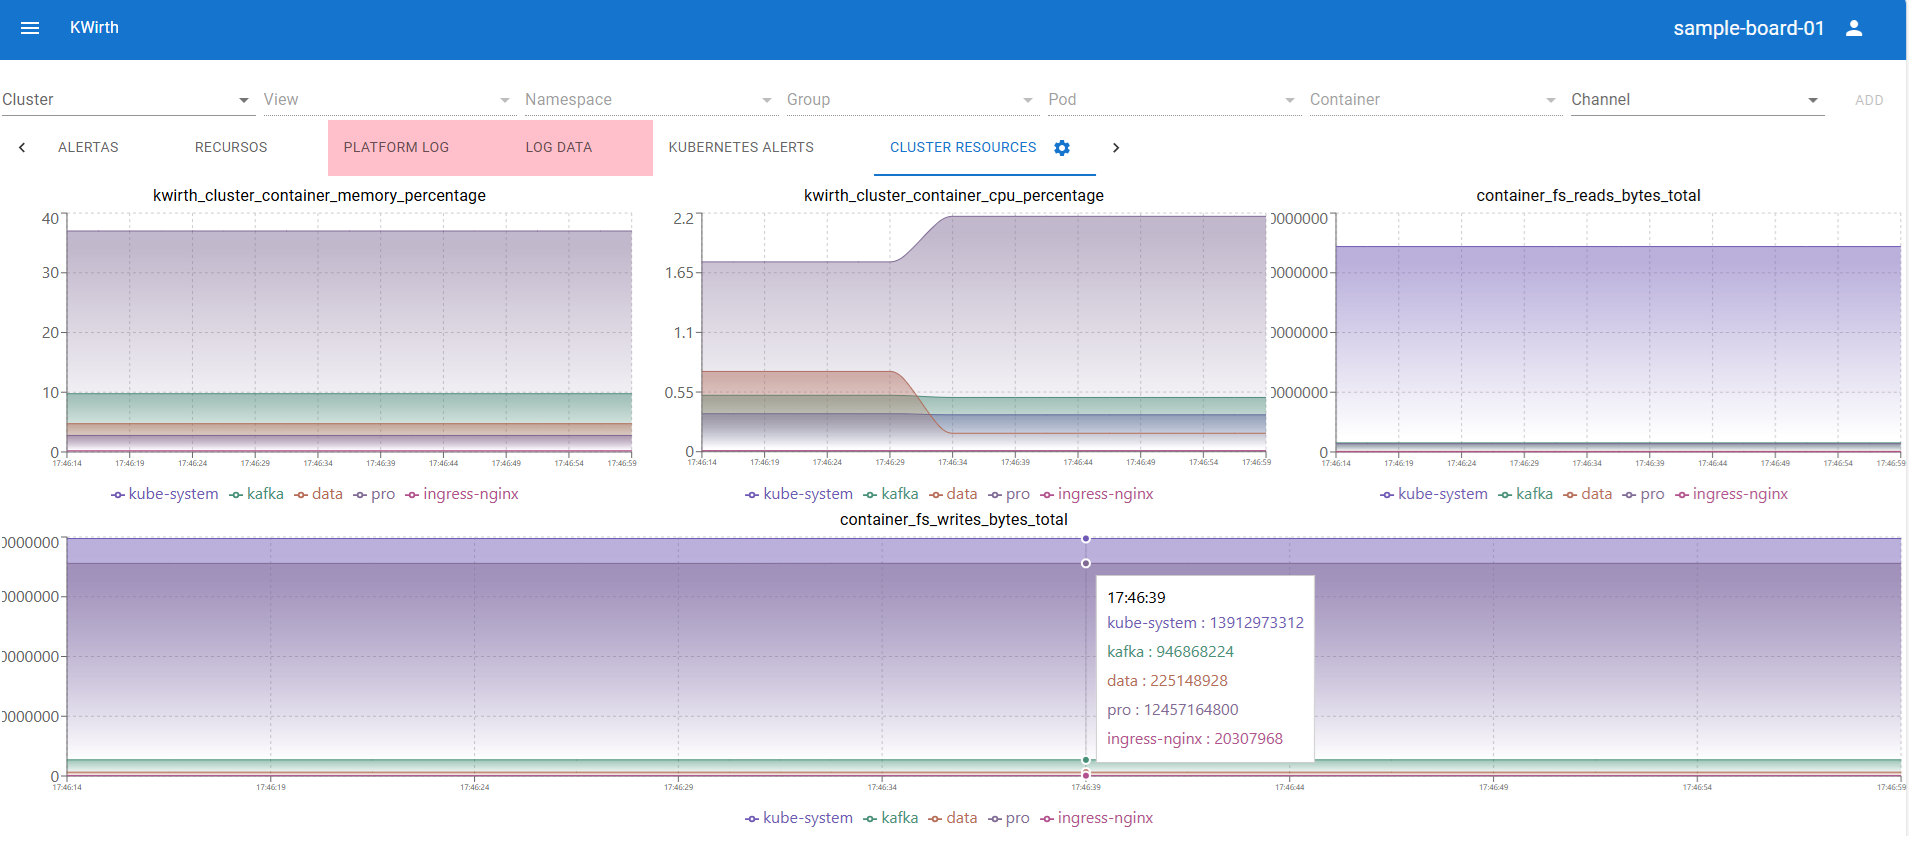 KWirth
sample-board-01
Cluster View Namespace Group Pod Container Channel ADD
ALERTAS RECURSOS PLATFORM LOG LOG DATA KUBERNETES ALERTS CLUSTER RESOURCES
kwirth_cluster_container_memory_percentage
40
30
20
10
0
17:46:14 17:46:19 17:46:24 17:46:29 17:46:34 17:46:39 17:46:44 17:46:49 17:46:54 17:46:59
kube-system kafka data pro ingress-nginx
kwirth_cluster_container_cpu_percentage
2.2
1.65
1.1
0.55
0
17:46:14 17:46:19 17:46:24 17:46:29 17:46:34 17:46:39 17:46:44 17:46:49 17:46:54 17:46:59
kube-system kafka data pro ingress-nginx
container_fs_reads_bytes_total
0000000
0000000
0000000
0000000
0
17:46:14 17:46:19 17:46:24 17:46:29 17:46:34 17:46:39 17:46:44 17:46:49 17:46:54 17:46:59
kube-system kafka data pro ingress-nginx
container_fs_writes_bytes_total
0000000
0000000
0000000
0000000
0
17:46:14 17:46:19 17:46:24 17:46:29 17:46:34 17:46:39 17:46:44 17:46:49 17:46:54 17:46:59
17:46:39
kube-system : 13912973312
kafka : 946868224
data : 225148928
pro : 12457164800
ingress-nginx : 20307968
kube-system kafka data pro ingress-nginx